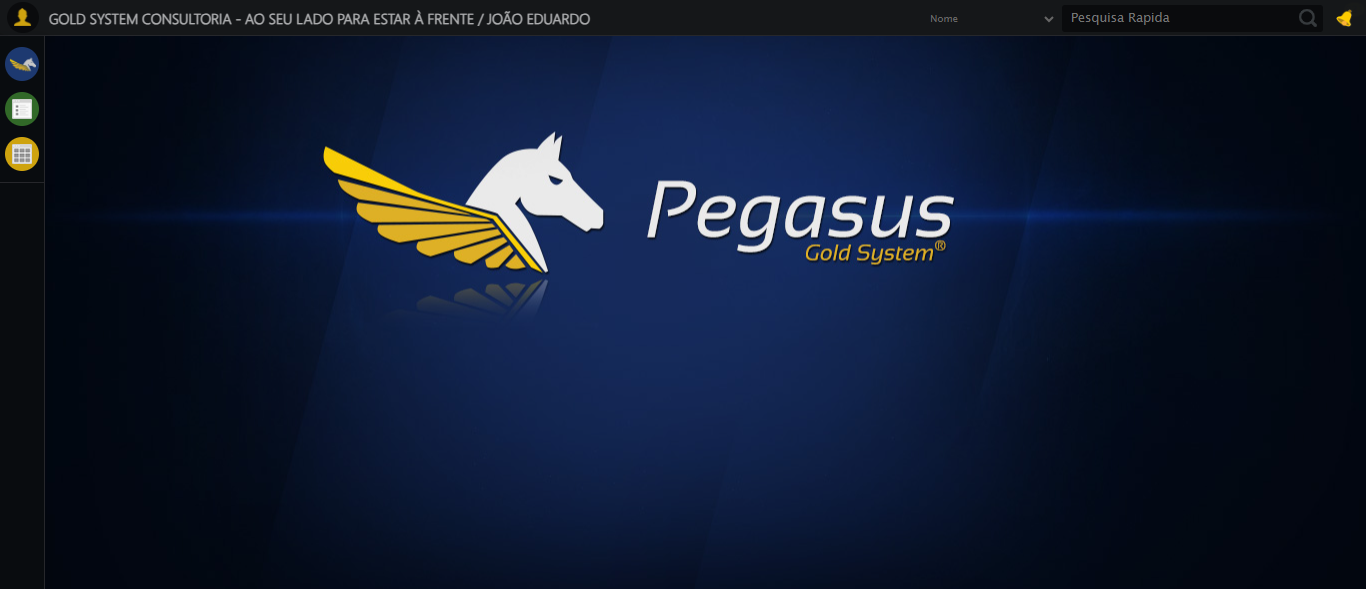 GOLD SYSTEM CONSULTORIA - AO SEU LADO PARA ESTAR À FRENTE / JOÃO EDUARDO
Nome
Pesquisa Rapida
Pegasus
Gold System®